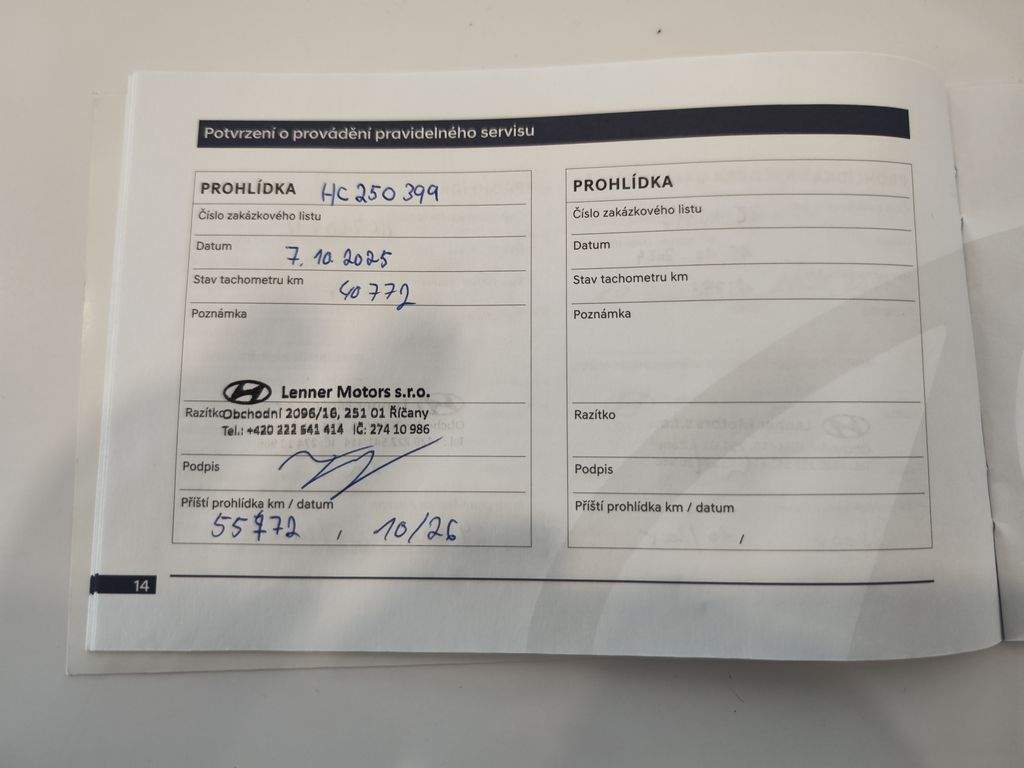 Potvrzení o provádění pravidelného servisu
PROHLÍDKA HC 250 399
Číslo zakázkového listu
Datum 7. 10. 2025
Stav tachometru km 40 772
Poznámka
Lenner Motors s.r.o.
Razítko Obchodní 2096/16, 251 01 Říčany
Tel.: +420 222 541 414 IČ: 274 10 986
Podpis
Příští prohlídka km / datum
55772 , 10/26
PROHLÍDKA
Číslo zakázkového listu
Datum
Stav tachometru km
Poznámka
Razítko
Podpis
Příští prohlídka km / datum
/
14